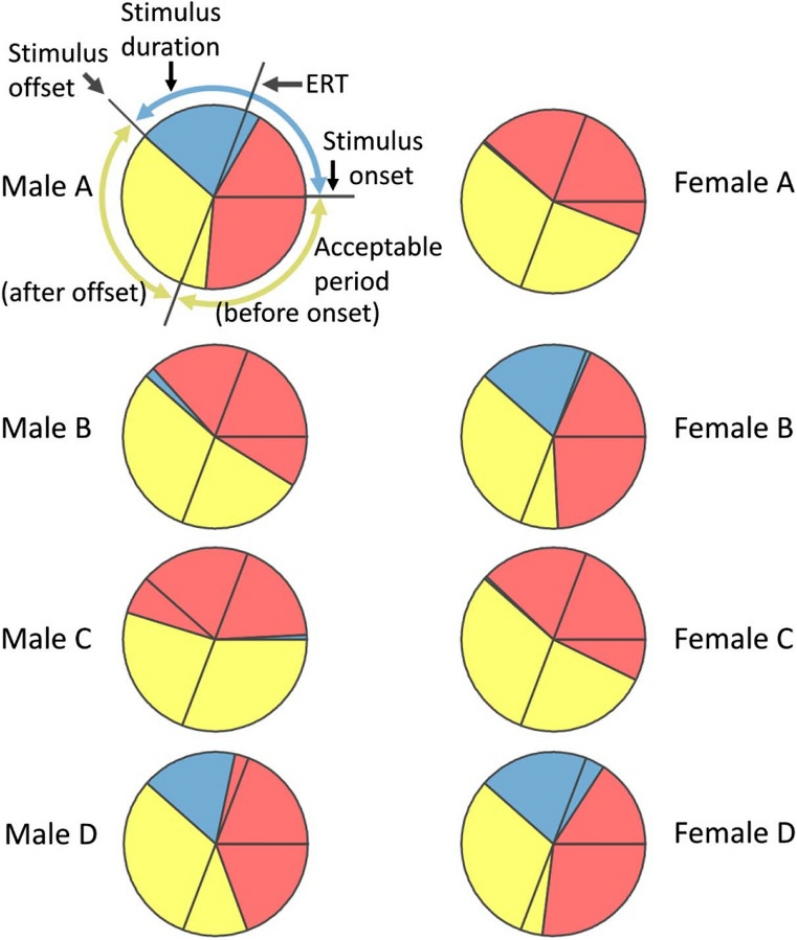 Stimulus
duration
Stimulus
offset
ERT
Stimulus
onset
Male A
Female A
Acceptable
period
(after offset)
(before onset)
Male B
Female B
Male C
Female C
Male D
Female D